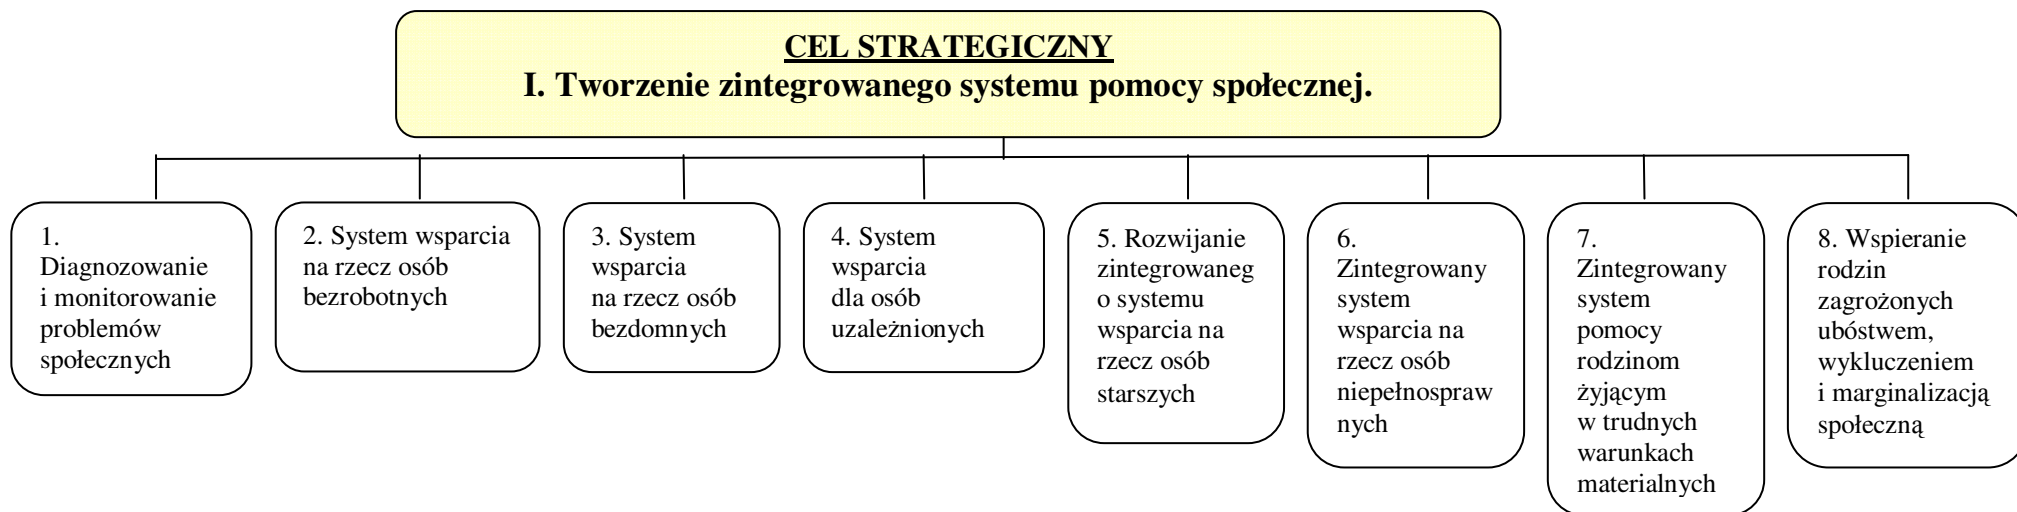 CEL STRATEGICZNY
I. Tworzenie zintegrowanego systemu pomocy społecznej.
1.
Diagnozowanie
i monitorowanie
problemów
społecznych
2. System wsparcia
na rzecz osób
bezrobotnych
3. System
wsparcia
na rzecz osób
bezdomnych
4. System
wsparcia
dla osób
uzależnionych
5. Rozwijanie
zintegrowaneg
o systemu
wsparcia na
rzecz osób
starszych
6.
Zintegrowany
system
wsparcia na
rzecz osób
niepełnospraw
nych
7.
Zintegrowany
system
pomocy
rodzinom
żyjącym
w trudnych
warunkach
materialnych
8. Wspieranie
rodzin
zagrożonych
ubóstwem,
wykluczeniem
i marginalizacją
społeczną